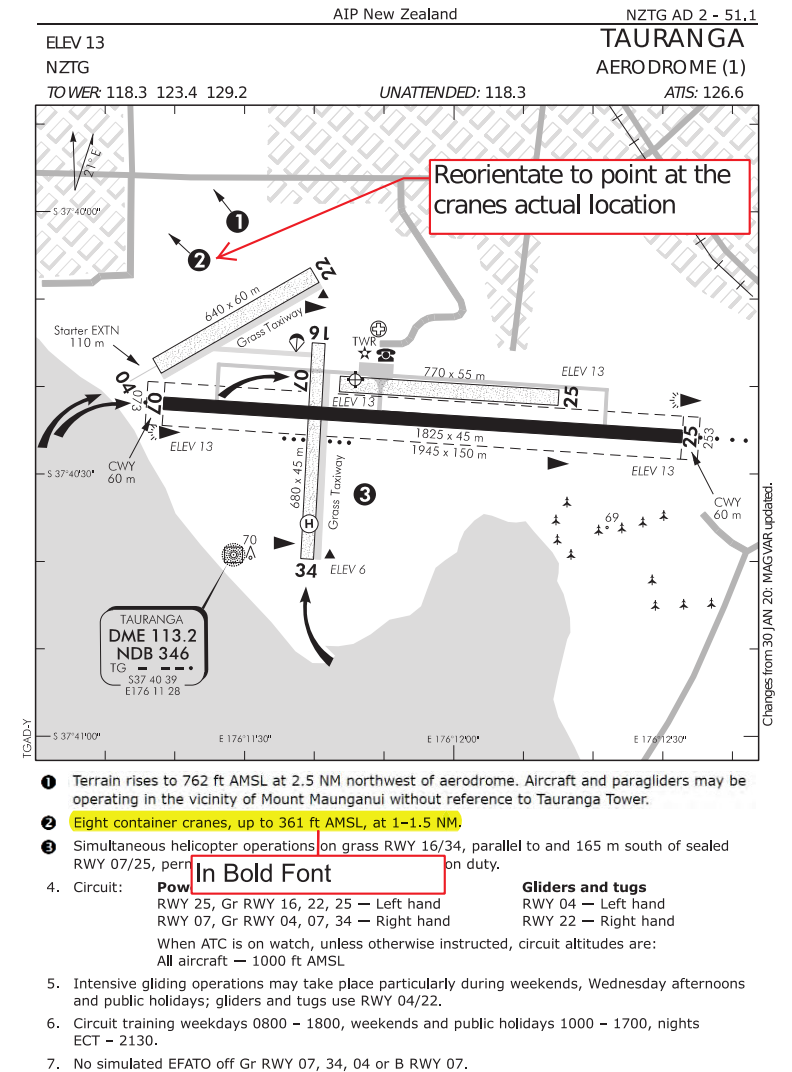 AIP New Zealand
NZTG AD 2 - 51.1
ELEV 13
TAURANGA
NZTG
AERODROME (1)
TOWER: 118.3 123.4 129.2
UNATTENDED: 118.3
ATIS: 126.6
21° E
Reorientate to point at the
cranes actual location
S 37°40'00"
1
2
22
640 x 60 m
Grass Taxiway
Starter EXTN
110 m
16
TWR
04
07
770 x 55 m
ELEV 13
25
073
07
ELEV 13
1825 x 45 m
1945 x 150 m
25
253
ELEV 13
ELEV 13
CWY
60 m
S 37°40'30"
680 x 45 m
Grass Taxiway
3
CWY
60 m
H
69
70
34
ELEV 6
TAURANGA
DME 113.2
NDB 346
TG
S37 40 39
E176 11 28
S 37°41'00"
E 176°11'30"
E 176°12'00"
E 176°12'30"
TGAD-Y
Changes from 30 JAN 20: MAGVAR updated.
1 Terrain rises to 762 ft AMSL at 2.5 NM northwest of aerodrome. Aircraft and paragliders may be
operating in the vicinity of Mount Maunganui without reference to Tauranga Tower.
2 Eight container cranes, up to 361 ft AMSL, at 1–1.5 NM.
3 Simultaneous helicopter operations on grass RWY 16/34, parallel to and 165 m south of sealed
RWY 07/25, on duty.
In Bold Font
4. Circuit:
Gliders and tugs
RWY 25, Gr RWY 16, 22, 25 — Left hand
RWY 04 — Left hand
RWY 07, Gr RWY 04, 07, 34 — Right hand
RWY 22 — Right hand
When ATC is on watch, unless otherwise instructed, circuit altitudes are:
All aircraft — 1000 ft AMSL
5. Intensive gliding operations may take place particularly during weekends, Wednesday afternoons
and public holidays; gliders and tugs use RWY 04/22.
6. Circuit training weekdays 0800 – 1800, weekends and public holidays 1000 – 1700, nights
ECT – 2130.
7. No simulated EFATO off Gr RWY 07, 34, 04 or B RWY 07.